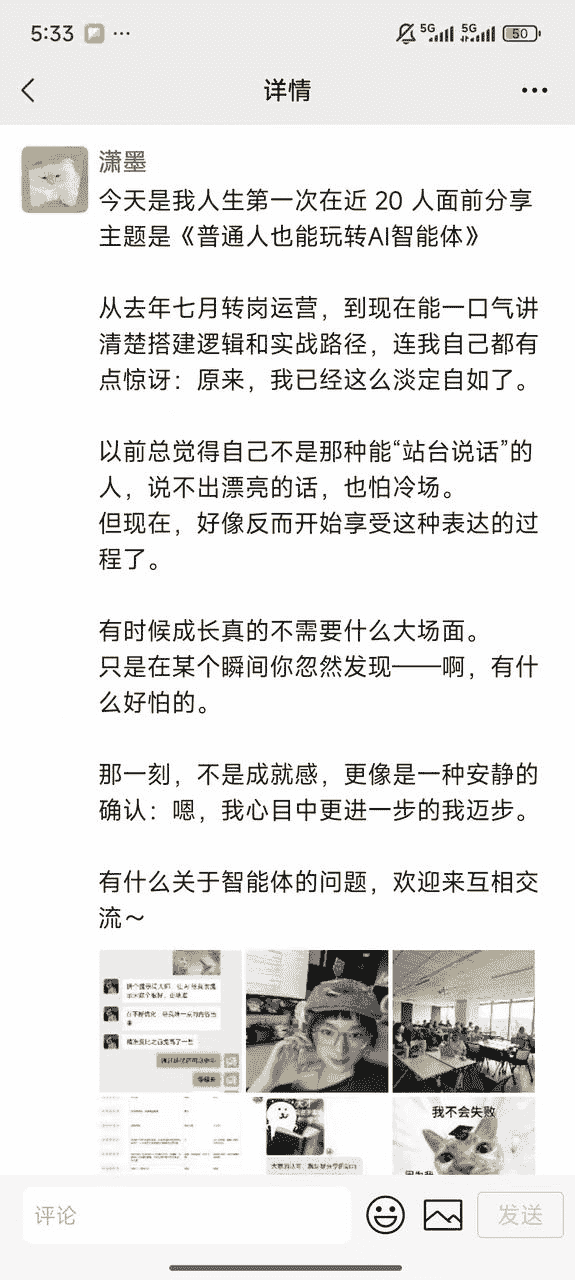 5:33
5G
5G
50
详情
潇墨
今天是我人生第一次在近 20 人面前分享
主题是《普通人也能玩转AI智能体》
从去年七月转岗运营，到现在能一口气讲
清楚搭建逻辑和实战路径，连我自己都有
点惊讶：原来，我已经这么淡定自如了。
以前总觉得自己不是那种能“站台说话”的
人，说不出漂亮的话，也怕冷场。
但现在，好像反而开始享受这种表达的过
程了。
有时候成长真的不需要什么大场面。
只是在某个瞬间你忽然发现——啊，有什
么好怕的。
那一刻，不是成就感，更像是一种安静的
确认：嗯，我心目中更进一步的我迈步。
有什么关于智能体的问题，欢迎来互相交
流～
我不会失败
评论
发送